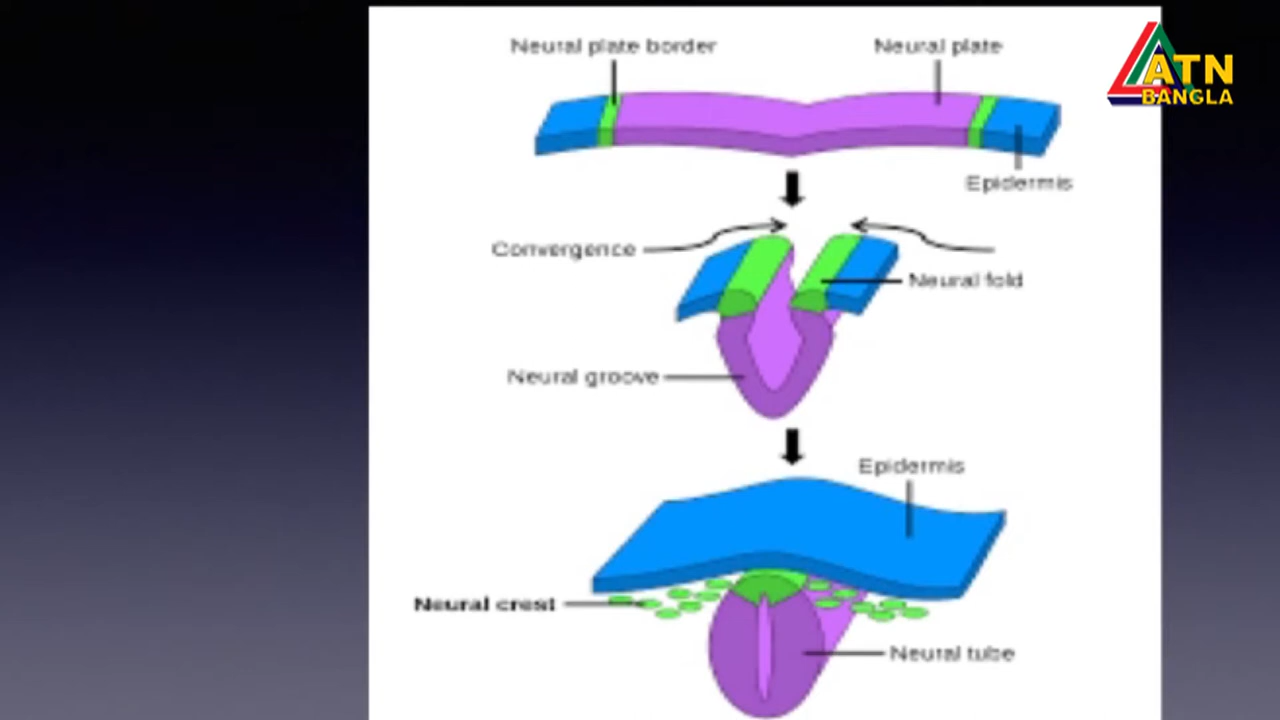 Neural plate border
Neural plate
ATN
BANGLA
Epidermis
Convergence
Neural fold
Neural groove
Epidermis
Neural crest
Neural tube